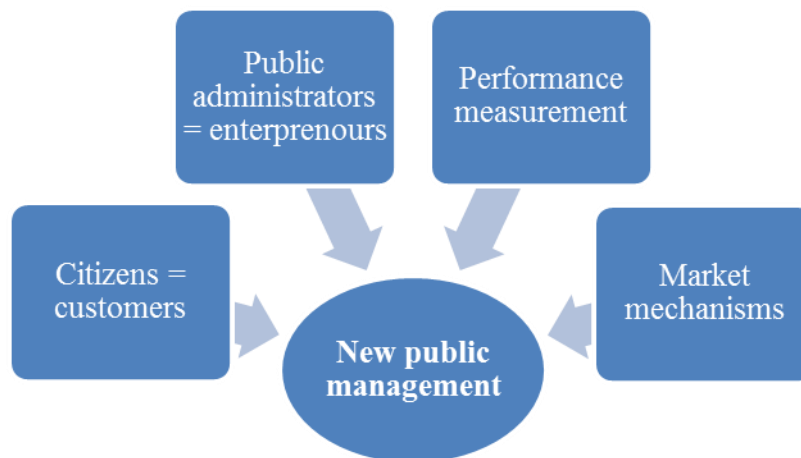 Public
administrators
= enterprenours
Performance
measurement
Citizens =
customers
Market
mechanisms
New public
management